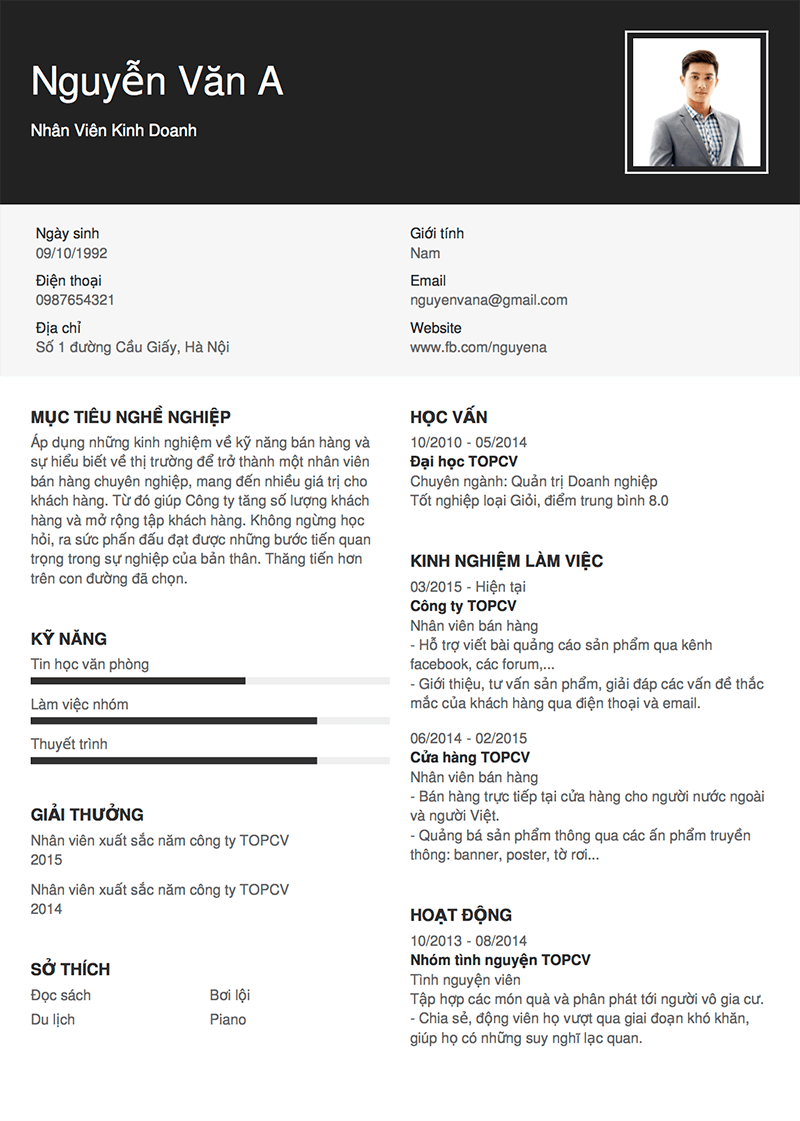 Nguyễn Văn A
Nhân Viên Kinh Doanh
Ngày sinh
09/10/1992
Điện thoại
0987654321
Địa chỉ
Số 1 đường Cầu Giấy, Hà Nội
Giới tính
Nam
Email
nguyenvana@gmail.com
Website
www.fb.com/nguyena
MỤC TIÊU NGHỀ NGHIỆP
Áp dụng những kinh nghiệm về kỹ năng bán hàng và
sự hiểu biết về thị trường để trở thành một nhân viên
bán hàng chuyên nghiệp, mang đến nhiều giá trị cho
khách hàng. Từ đó giúp Công ty tăng số lượng khách
hàng và mở rộng tập khách hàng. Không ngừng học
hỏi, ra sức phấn đấu đạt được những bước tiến quan
trọng trong sự nghiệp của bản thân. Thăng tiến hơn
trên con đường đã chọn.
KỸ NĂNG
Tin học văn phòng
Làm việc nhóm
Thuyết trình
GIẢI THƯỞNG
Nhân viên xuất sắc năm công ty TOPCV
2015
Nhân viên xuất sắc năm công ty TOPCV
2014
SỞ THÍCH
Đọc sách
Bơi lội
Du lịch
Piano
HỌC VẤN
10/2010 - 05/2014
Đại học TOPCV
Chuyên ngành: Quản trị Doanh nghiệp
Tốt nghiệp loại Giỏi, điểm trung bình 8.0
KINH NGHIỆM LÀM VIỆC
03/2015 - Hiện tại
Công ty TOPCV
Nhân viên bán hàng
- Hỗ trợ viết bài quảng cáo sản phẩm qua kênh
facebook, các forum,...
- Giới thiệu, tư vấn sản phẩm, giải đáp các vấn đề thắc
mắc của khách hàng qua điện thoại và email.
06/2014 - 02/2015
Cửa hàng TOPCV
Nhân viên bán hàng
- Bán hàng trực tiếp tại cửa hàng cho người nước ngoài
và người Việt.
- Quảng bá sản phẩm thông qua các ấn phẩm truyền
thông: banner, poster, tờ rơi...
HOẠT ĐỘNG
10/2013 - 08/2014
Nhóm tình nguyện TOPCV
Tình nguyện viên
Tập hợp các món quà và phân phát tới người vô gia cư.
- Chia sẻ, động viên họ vượt qua giai đoạn khó khăn,
giúp họ có những suy nghĩ lạc quan.